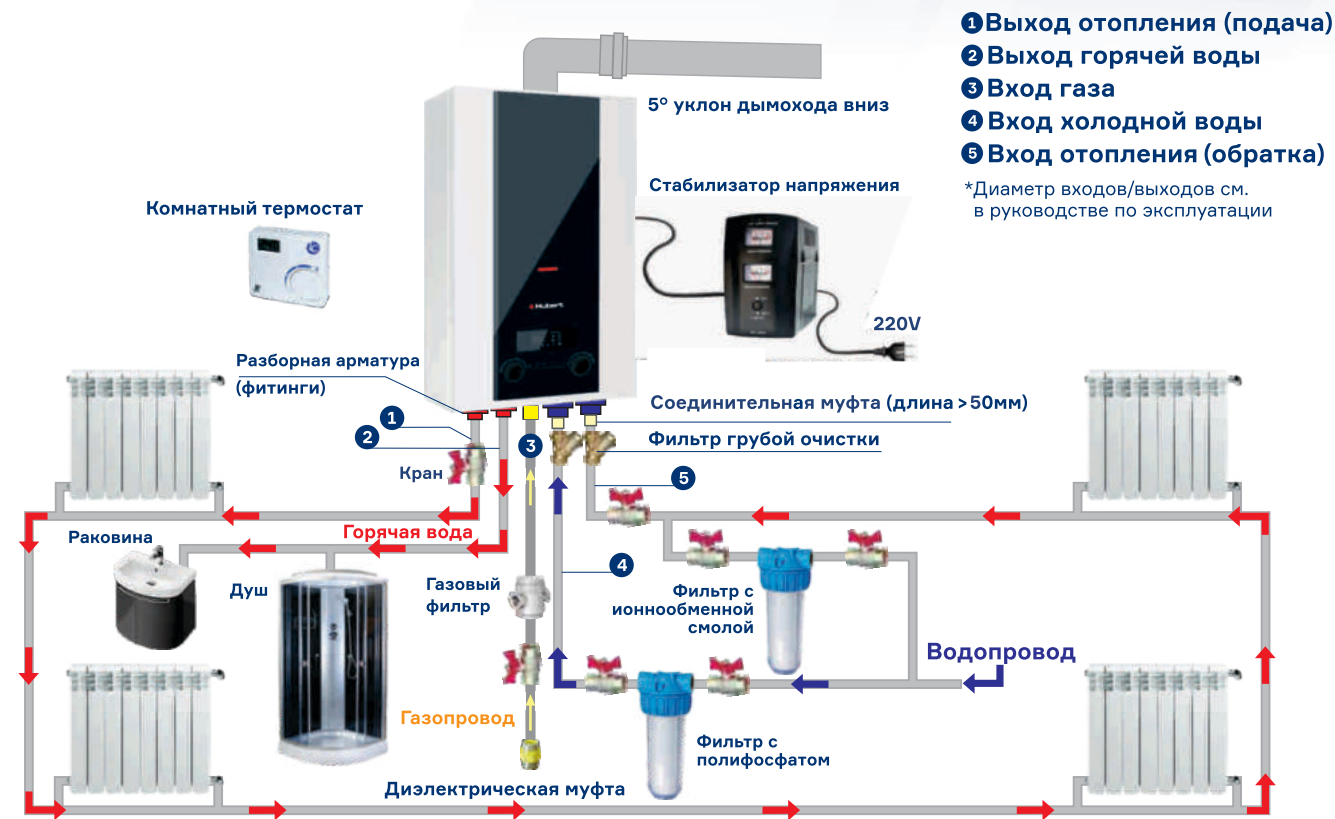 1 Выход отопления (подача)
2 Выход горячей воды
3 Вход газа
4 Вход холодной воды
5 Вход отопления (обратка)
*Диаметр входов/выходов см.
в руководстве по эксплуатации
5° уклон дымохода вниз
Стабилизатор напряжения
Комнатный термостат
220V
Hubert
Разборная арматура
(фитинги)
Соединительная муфта (длина >50мм)
1
2
3
Фильтр грубой очистки
Кран
5
Горячая вода
Раковина
4
Душ
Газовый
фильтр
Фильтр с
ионнообменной
смолой
Водопровод
Газопровод
Фильтр с
полифосфатом
Диэлектрическая муфта